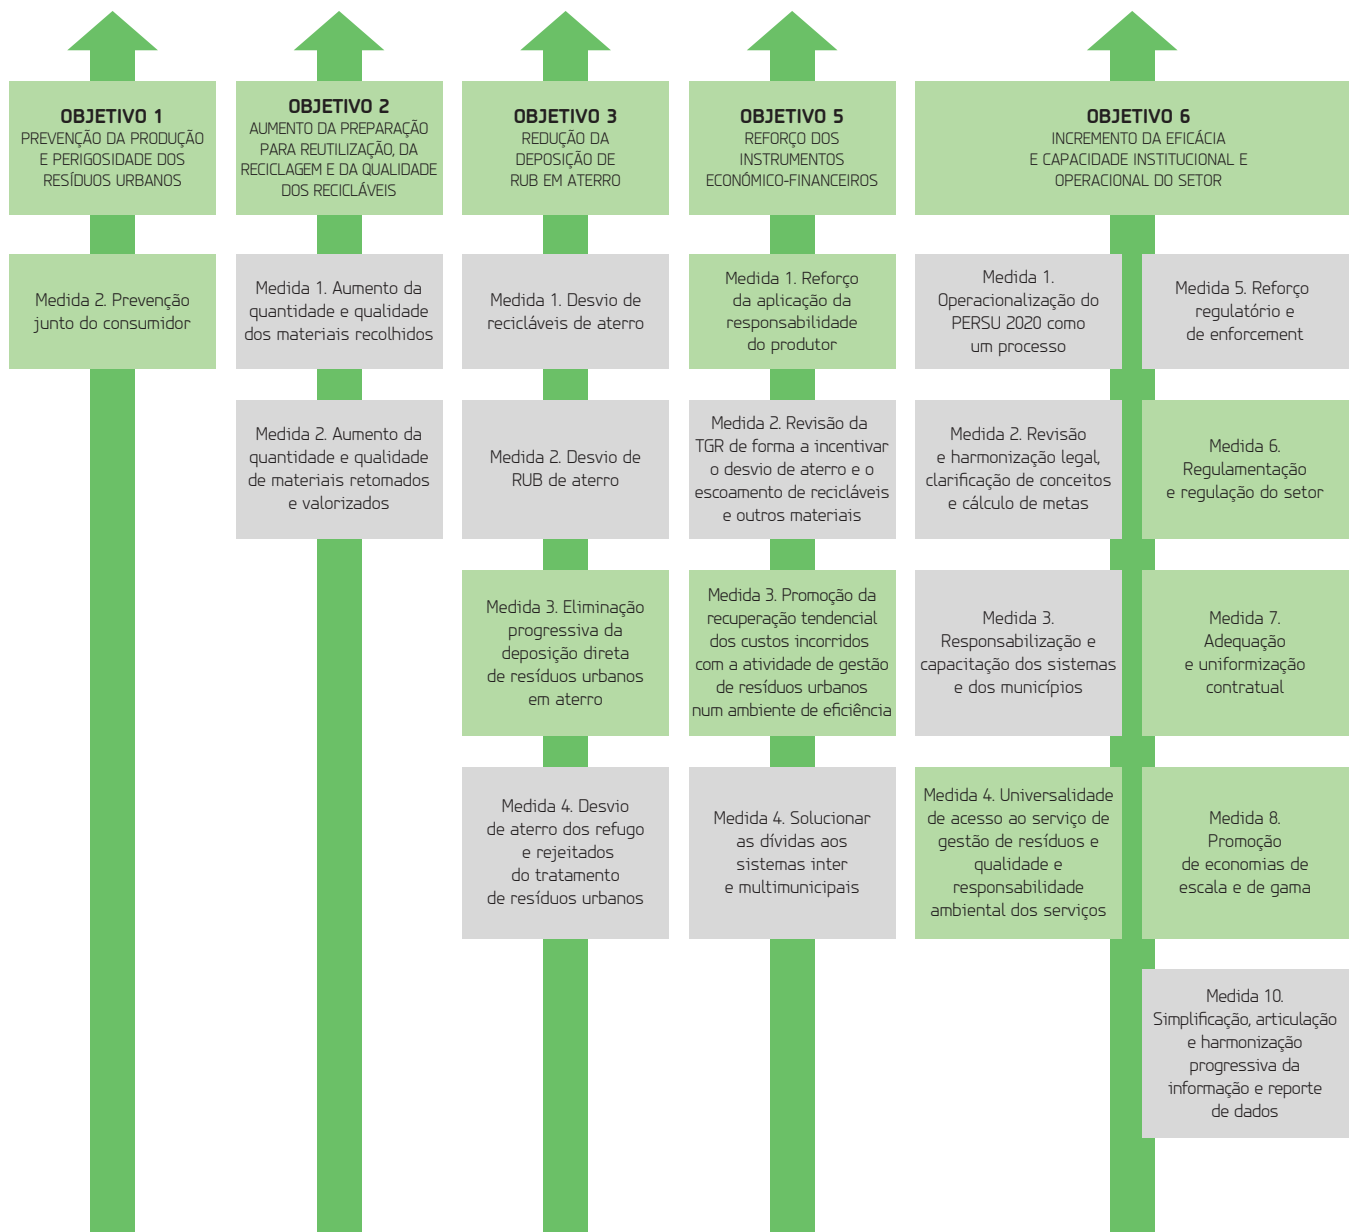 OBJETIVO 1
PREVENÇÃO DA PRODUÇÃO
E PERIGOSIDADE DOS
RESÍDUOS URBANOS
Medida 2. Prevenção
junto do consumidor
OBJETIVO 2
AUMENTO DA PREPARAÇÃO
PARA REUTILIZAÇÃO, DA
RECICLAGEM E DA QUALIDADE
DOS RECICLÁVEIS
Medida 1. Aumento da
quantidade e qualidade
dos materiais recolhidos
Medida 2. Aumento da
quantidade e qualidade
de materiais retomados
e valorizados
OBJETIVO 3
REDUÇÃO DA
DEPOSIÇÃO DE
RUB EM ATERRO
Medida 1. Desvio de
recicláveis de aterro
Medida 2. Desvio de
RUB de aterro
Medida 3. Eliminação
progressiva da
deposição direta
de resíduos urbanos
em aterro
Medida 4. Desvio
de aterro dos refugo
e rejeitados
do tratamento
de resíduos urbanos
OBJETIVO 5
REFORÇO DOS
INSTRUMENTOS
ECONÓMICO-FINANCEIROS
Medida 1. Reforço
da aplicação da
responsabilidade
do produtor
Medida 2. Revisão da
TGR de forma a incentivar
o desvio de aterro e o
escoamento de recicláveis
e outros materiais
Medida 3. Promoção da
recuperação tendencial
dos custos incorridos
com a atividade de gestão
de resíduos urbanos
num ambiente de eficiência
Medida 4. Solucionar
as dívidas aos
sistemas inter
e multimunicipais
OBJETIVO 6
INCREMENTO DA EFICÁCIA
E CAPACIDADE INSTITUCIONAL E
OPERACIONAL DO SETOR
Medida 1.
Operacionalização do
PERSU 2020 como
um processo
Medida 2. Revisão
e harmonização legal,
clarificação de conceitos
e cálculo de metas
Medida 3.
Responsabilização e
capacitação dos sistemas
e dos municípios
Medida 4. Universalidade
de acesso ao serviço de
gestão de resíduos e
qualidade e
responsabilidade
ambiental dos serviços
Medida 5. Reforço
regulatório e
de enforcement
Medida 6.
Regulamentação
e regulação do setor
Medida 7.
Adequação
e uniformização
contratual
Medida 8.
Promoção
de economias de
escala e de gama
Medida 10.
Simplificação, articulação
e harmonização
progressiva da
informação e reporte
de dados